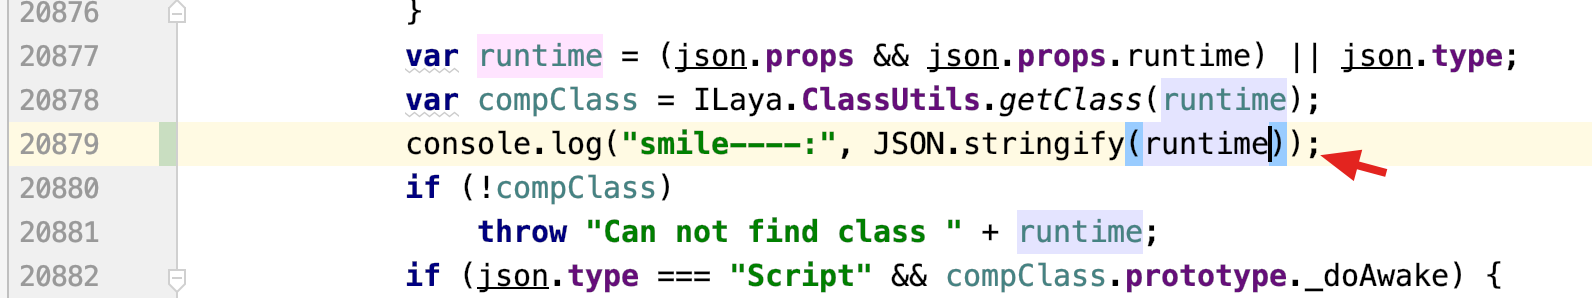 20876 }
20877 var runtime = (json.props && json.props.runtime) || json.type;
20878 var compClass = ILaya.ClassUtils.getClass(runtime);
20879 console.log("smile----:", JSON.stringify(runtime));
20880 if (!compClass)
20881 throw "Can not find class " + runtime;
20882 if (json.type === "Script" && compClass.prototype._doAwake) {